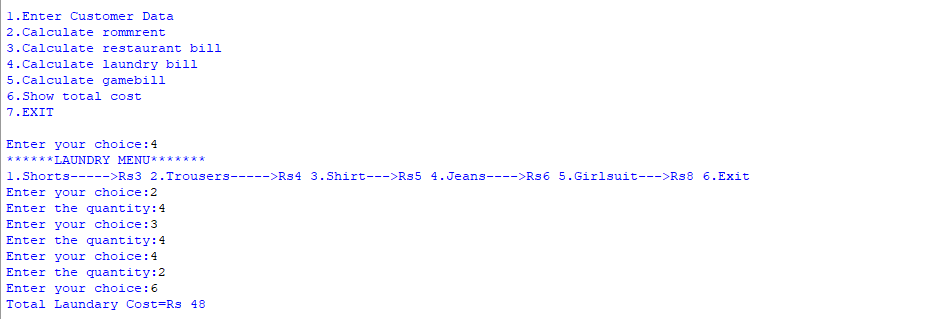 1.Enter Customer Data
2.Calculate rommrent
3.Calculate restaurant bill
4.Calculate laundry bill
5.Calculate gamebill
6.Show total cost
7.EXIT
Enter your choice:4
******LAUNDRY MENU*******
1.Shorts----->Rs3 2.Trousers----->Rs4 3.Shirt--->Rs5 4.Jeans---->Rs6 5.Girlsuit--->Rs8 6.Exit
Enter your choice:2
Enter the quantity:4
Enter your choice:3
Enter the quantity:4
Enter your choice:4
Enter the quantity:2
Enter your choice:6
Total Laundary Cost=Rs 48